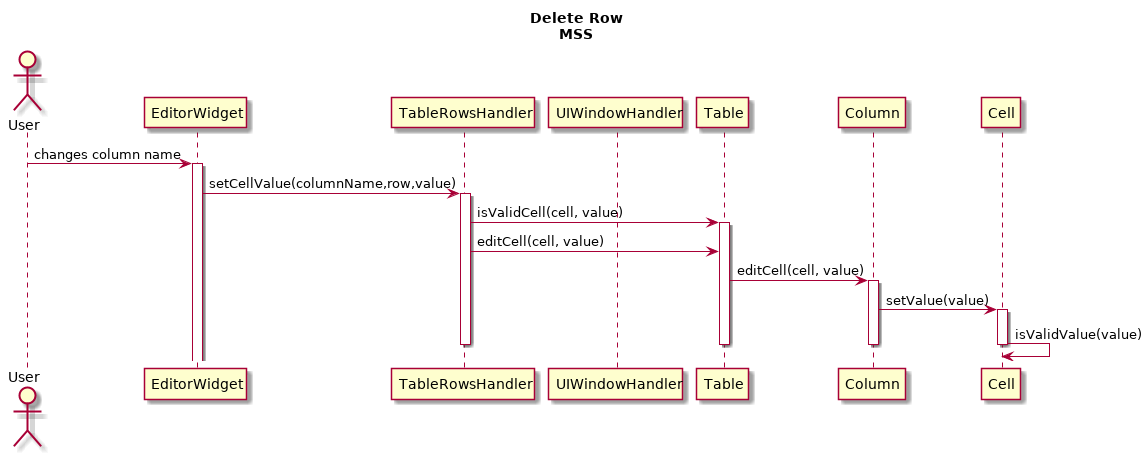 Delete Row
MSS
User
EditorWidget
TableRowsHandler
UIWindowHandler
Table
Column
Cell
changes column name
setCellValue(columnName,row,value)
isValidCell(cell, value)
editCell(cell, value)
editCell(cell, value)
setValue(value)
isValidValue(value)
User
EditorWidget
TableRowsHandler
UIWindowHandler
Table
Column
Cell